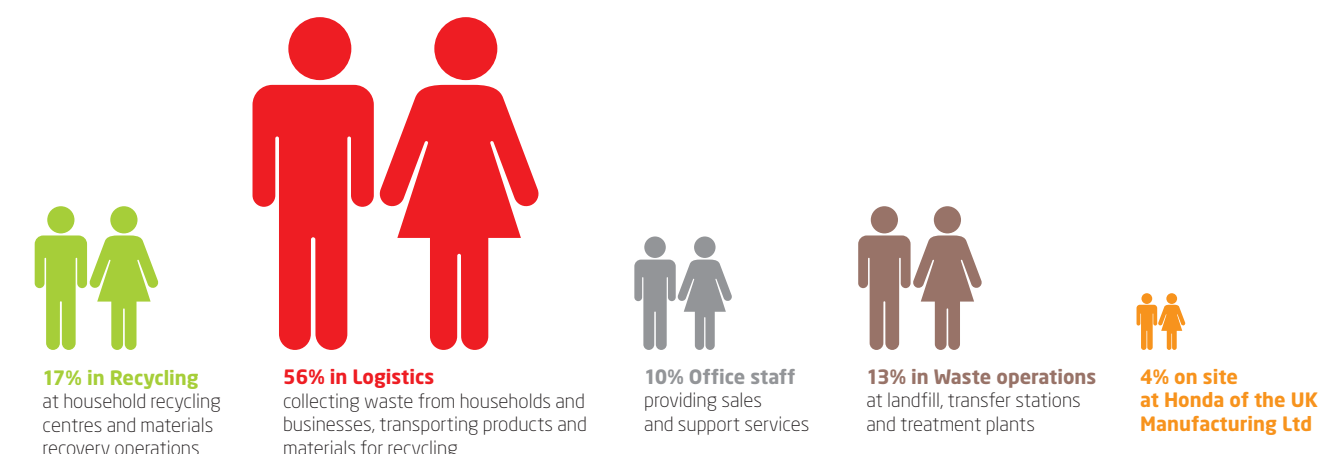 17% in Recycling
at household recycling
centres and materials
recovery operations
56% in Logistics
collecting waste from households and
businesses, transporting products and
materials for recycling
10% Office staff
providing sales
and support services
13% in Waste operations
at landfill, transfer stations
and treatment plants
4% on site
at Honda of the UK
Manufacturing Ltd